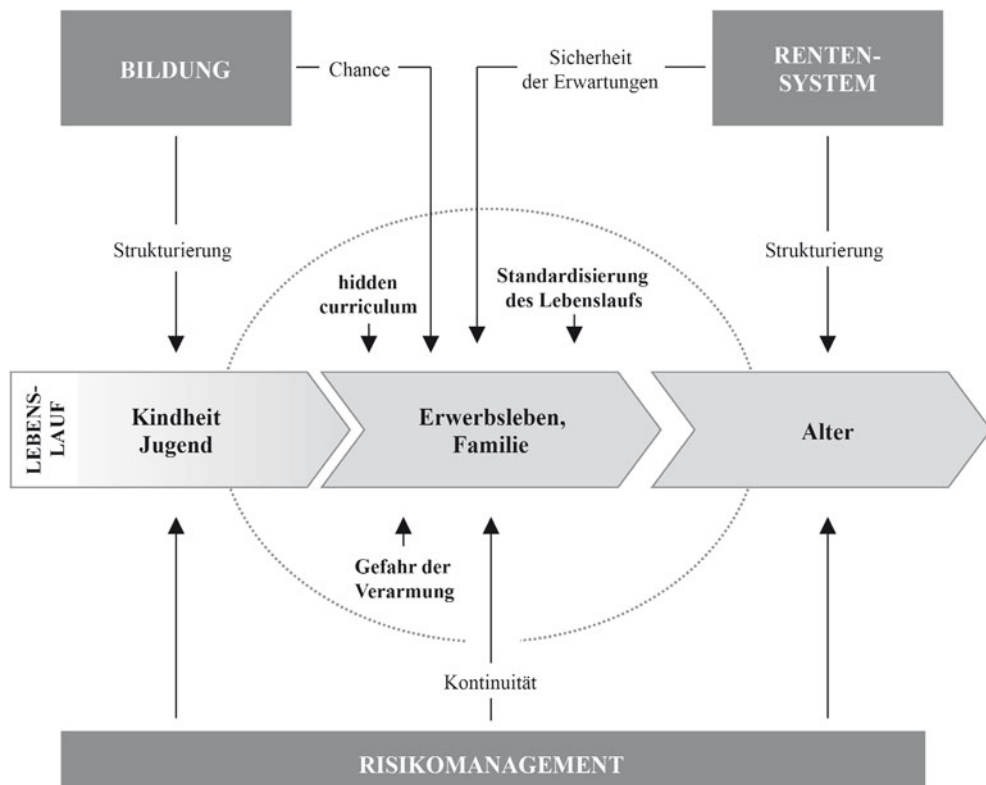 BILDUNG
Chance
Sicherheit
der Erwartungen
RENTEN-
SYSTEM
Strukturierung
Strukturierung
hidden
curriculum
Standardisierung
des Lebenslaufs
LEBENS-
LAUF
Kindheit
Jugend
Erwerbsleben,
Familie
Alter
Gefahr der
Verarmung
Kontinuität
RISIKOMANAGEMENT